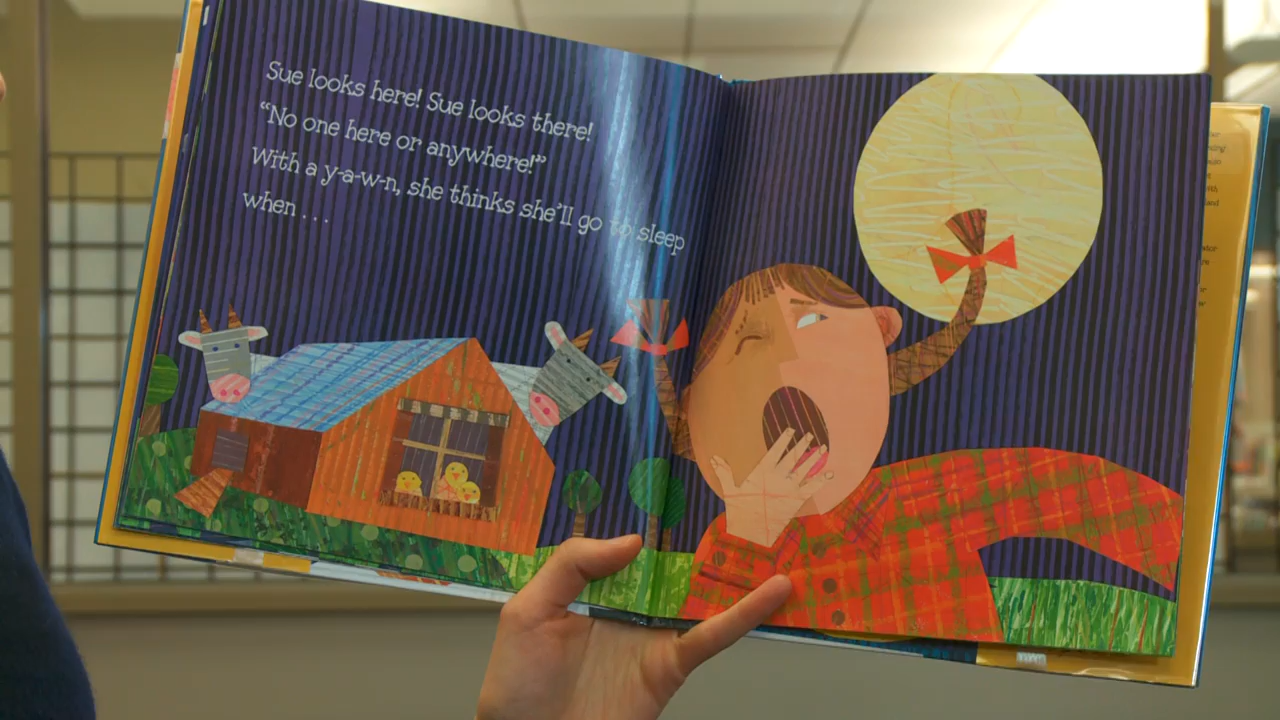 Sue looks here! Sue looks there!
“No one here or anywhere!”
With a y-a-w-n, she thinks she’ll go to sleep
when . . .